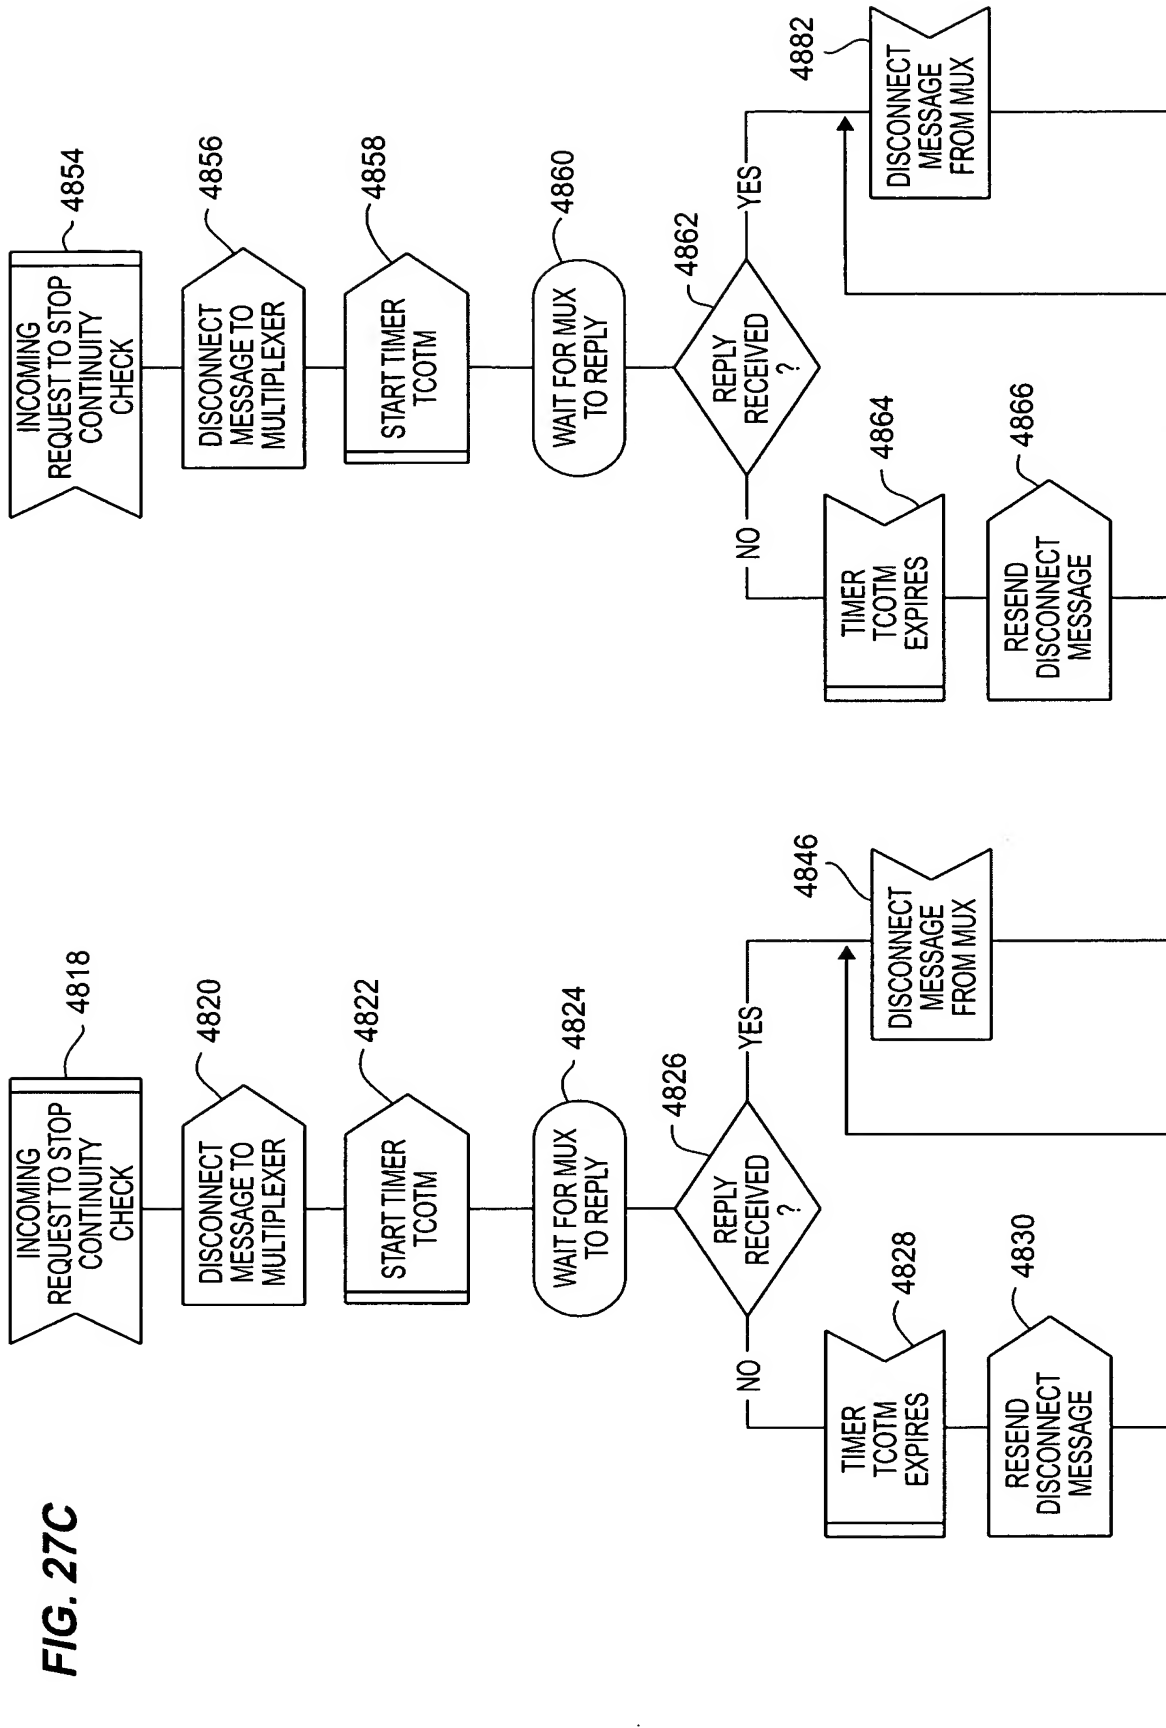 FIG. 27C
INCOMING
REQUEST TO STOP
CONTINUITY
CHECK
4818
DISCONNECT
MESSAGE TO
MULTIPLEXER
4820
START TIMER
TCOTM
4822
WAIT FOR MUX
TO REPLY
4824
REPLY
RECEIVED
?
4826
NO
YES
TIMER
TCOTM
EXPIRES
4828
RESEND
DISCONNECT
MESSAGE
4830
DISCONNECT
MESSAGE
FROM MUX
4846
INCOMING
REQUEST TO STOP
CONTINUITY
CHECK
4854
DISCONNECT
MESSAGE TO
MULTIPLEXER
4856
START TIMER
TCOTM
4858
WAIT FOR MUX
TO REPLY
4860
REPLY
RECEIVED
?
4862
NO
YES
TIMER
TCOTM
EXPIRES
4864
RESEND
DISCONNECT
MESSAGE
4866
DISCONNECT
MESSAGE
FROM MUX
4882